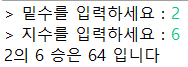 > 밑수를 입력하세요 : 2
> 지수를 입력하세요 : 6
2의 6 승은 64 입니다